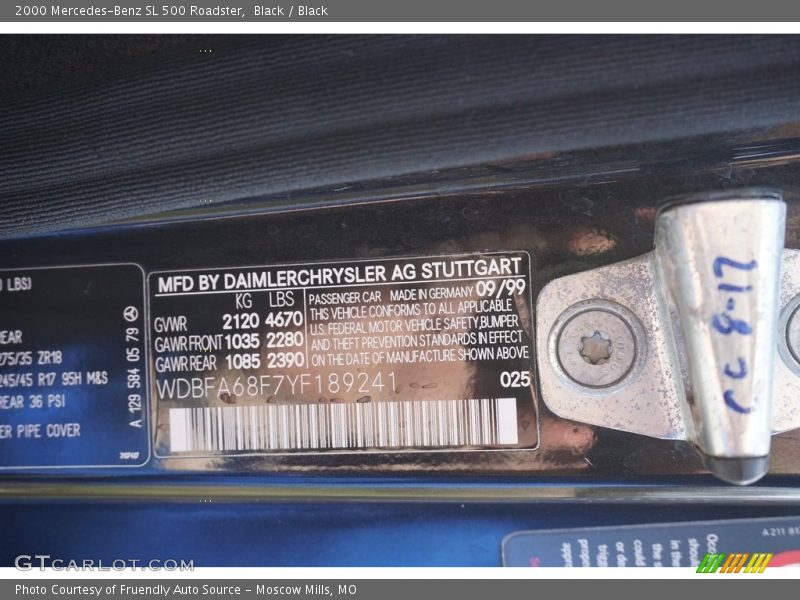 2000 Mercedes-Benz SL 500 Roadster, Black / Black
LBS)
EAR
275/35 ZR18
245/45 R17 95H M&S
REAR 36 PSI
ER PIPE COVER
A 129 584 05 79
MFD BY DAIMLERCHRYSLER AG STUTTGART
KG LBS
GVWR 2120 4670
GAWR FRONT 1035 2280
GAWR REAR 1085 2390
PASSENGER CAR MADE IN GERMANY 09/99
THIS VEHICLE CONFORMS TO ALL APPLICABLE
U.S. FEDERAL MOTOR VEHICLE SAFETY, BUMPER
AND THEFT PREVENTION STANDARDS IN EFFECT
ON THE DATE OF MANUFACTURE SHOWN ABOVE
WDBFA68F7YF189241
025
CC 8-17
A 211
GTCARLOT.COM
Photo Courtesy of Fruendly Auto Source - Moscow Mills, MO